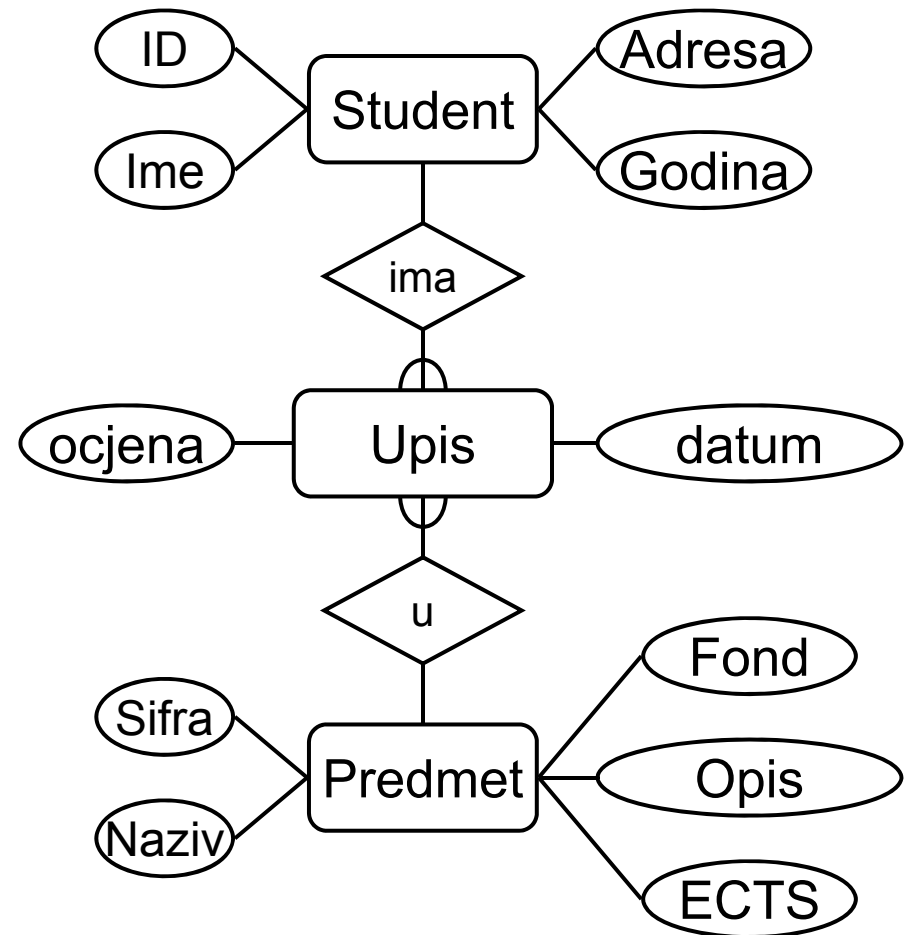 ID
Adresa
Student
Ime
Godina
ima
ocjena
Upis
datum
u
Fond
Sifra
Predmet
Opis
Naziv
ECTS